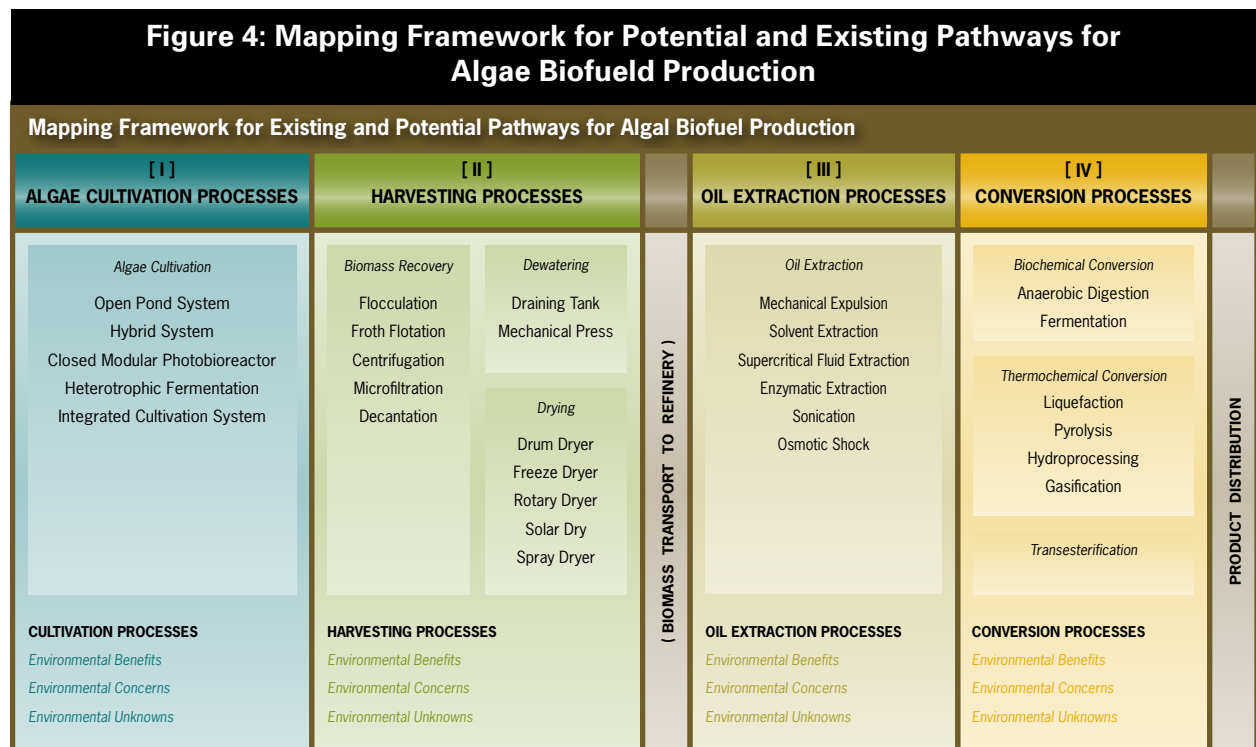 Figure 4: Mapping Framework for Potential and Existing Pathways for
Algae Biofueld Production
Mapping Framework for Existing and Potential Pathways for Algal Biofuel Production
[ I ]
ALGAE CULTIVATION PROCESSES
Algae Cultivation
Open Pond System
Hybrid System
Closed Modular Photobioreactor
Heterotrophic Fermentation
Integrated Cultivation System
CULTIVATION PROCESSES
Environmental Benefits
Environmental Concerns
Environmental Unknowns
[ II ]
HARVESTING PROCESSES
Biomass Recovery
Flocculation
Froth Flotation
Centrifugation
Microfiltration
Decantation
Dewatering
Draining Tank
Mechanical Press
Drying
Drum Dryer
Freeze Dryer
Rotary Dryer
Solar Dry
Spray Dryer
HARVESTING PROCESSES
Environmental Benefits
Environmental Concerns
Environmental Unknowns
( BIOMASS TRANSPORT TO REFINERY )
[ III ]
OIL EXTRACTION PROCESSES
Oil Extraction
Mechanical Expulsion
Solvent Extraction
Supercritical Fluid Extraction
Enzymatic Extraction
Sonication
Osmotic Shock
OIL EXTRACTION PROCESSES
Environmental Benefits
Environmental Concerns
Environmental Unknowns
[ IV ]
CONVERSION PROCESSES
Biochemical Conversion
Anaerobic Digestion
Fermentation
Thermochemical Conversion
Liquefaction
Pyrolysis
Hydroprocessing
Gasification
Transesterification
CONVERSION PROCESSES
Environmental Benefits
Environmental Concerns
Environmental Unknowns
PRODUCT DISTRIBUTION